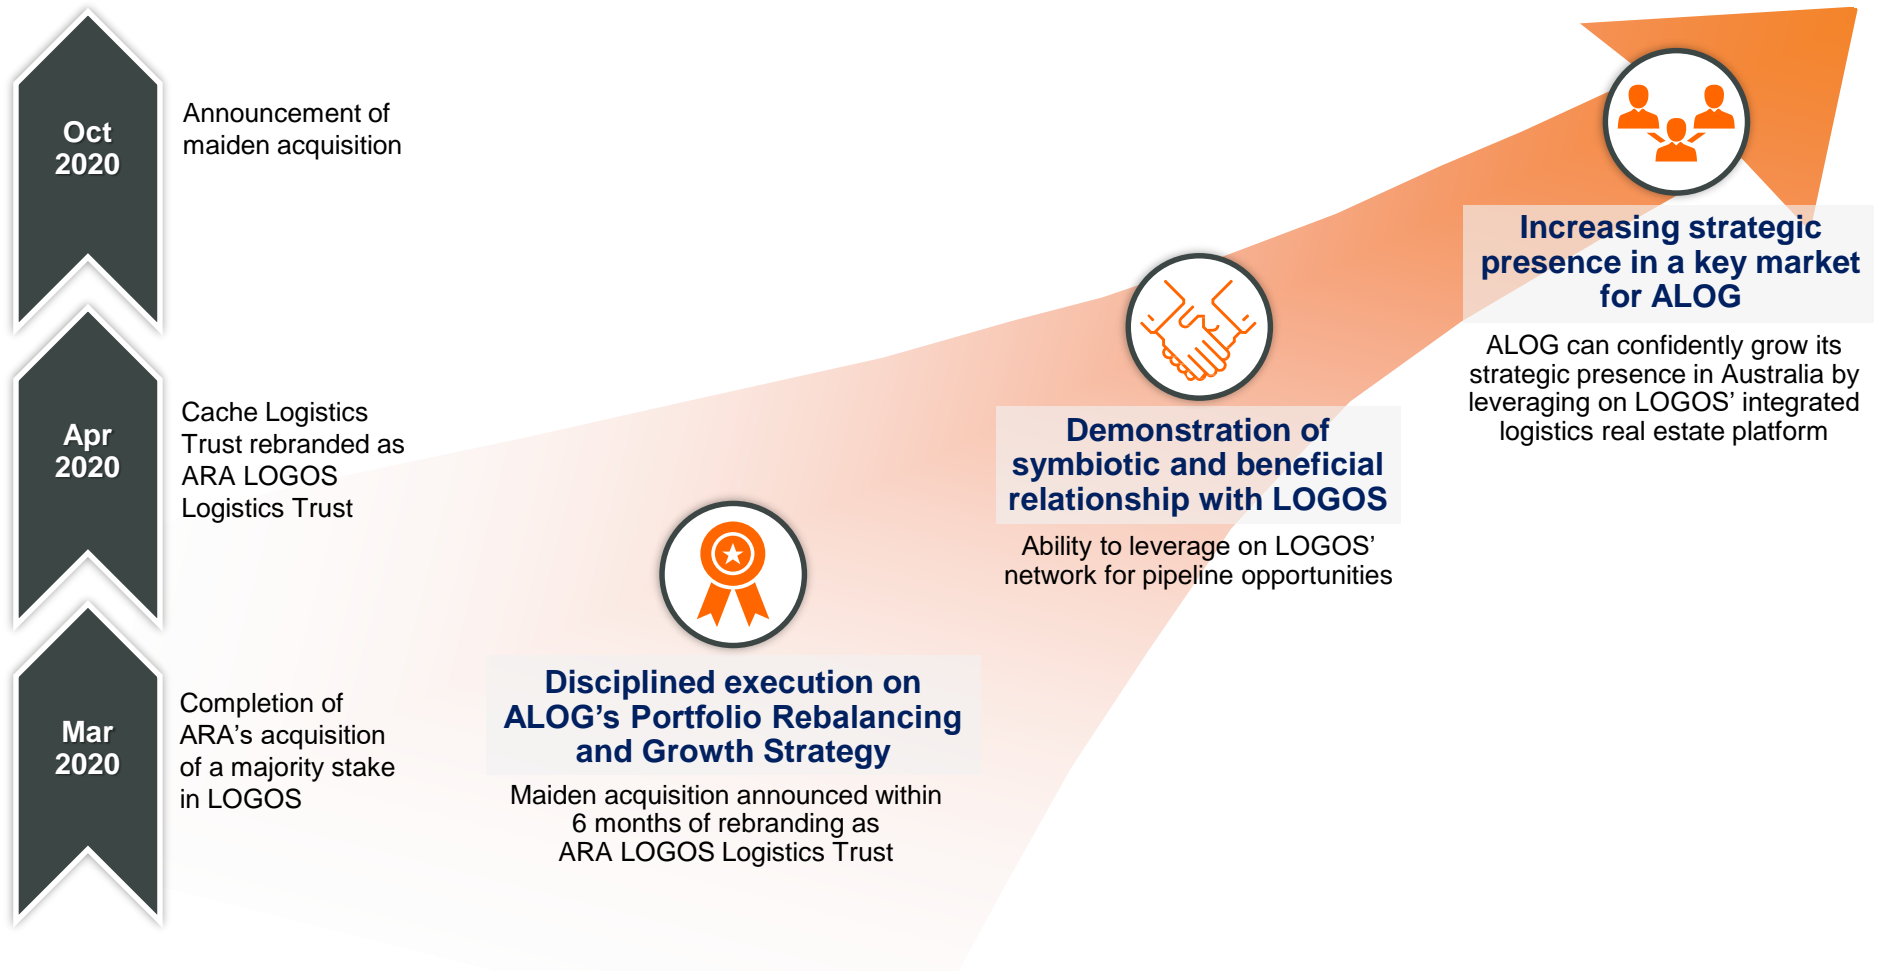 Oct
2020
Announcement of
maiden acquisition
Apr
2020
Cache Logistics
Trust rebranded as
ARA LOGOS
Logistics Trust
Mar
2020
Completion of
ARA's acquisition
of a majority stake
in LOGOS
Disciplined execution on
ALOG's Portfolio Rebalancing
and Growth Strategy
Maiden acquisition announced within
6 months of rebranding as
ARA LOGOS Logistics Trust
Demonstration of
symbiotic and beneficial
relationship with LOGOS
Ability to leverage on LOGOS'
network for pipeline opportunities
Increasing strategic
presence in a key market
for ALOG
ALOG can confidently grow its
strategic presence in Australia by
leveraging on LOGOS' integrated
logistics real estate platform